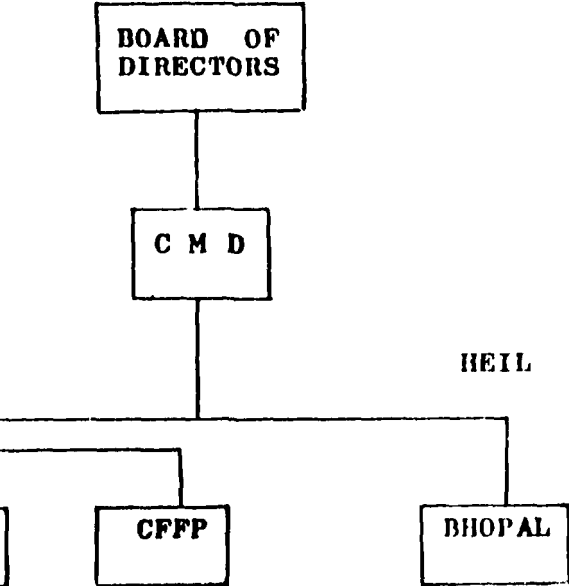 BOARD OF
DIRECTORS
C M D
HEIL
CFFP
BHOPAL